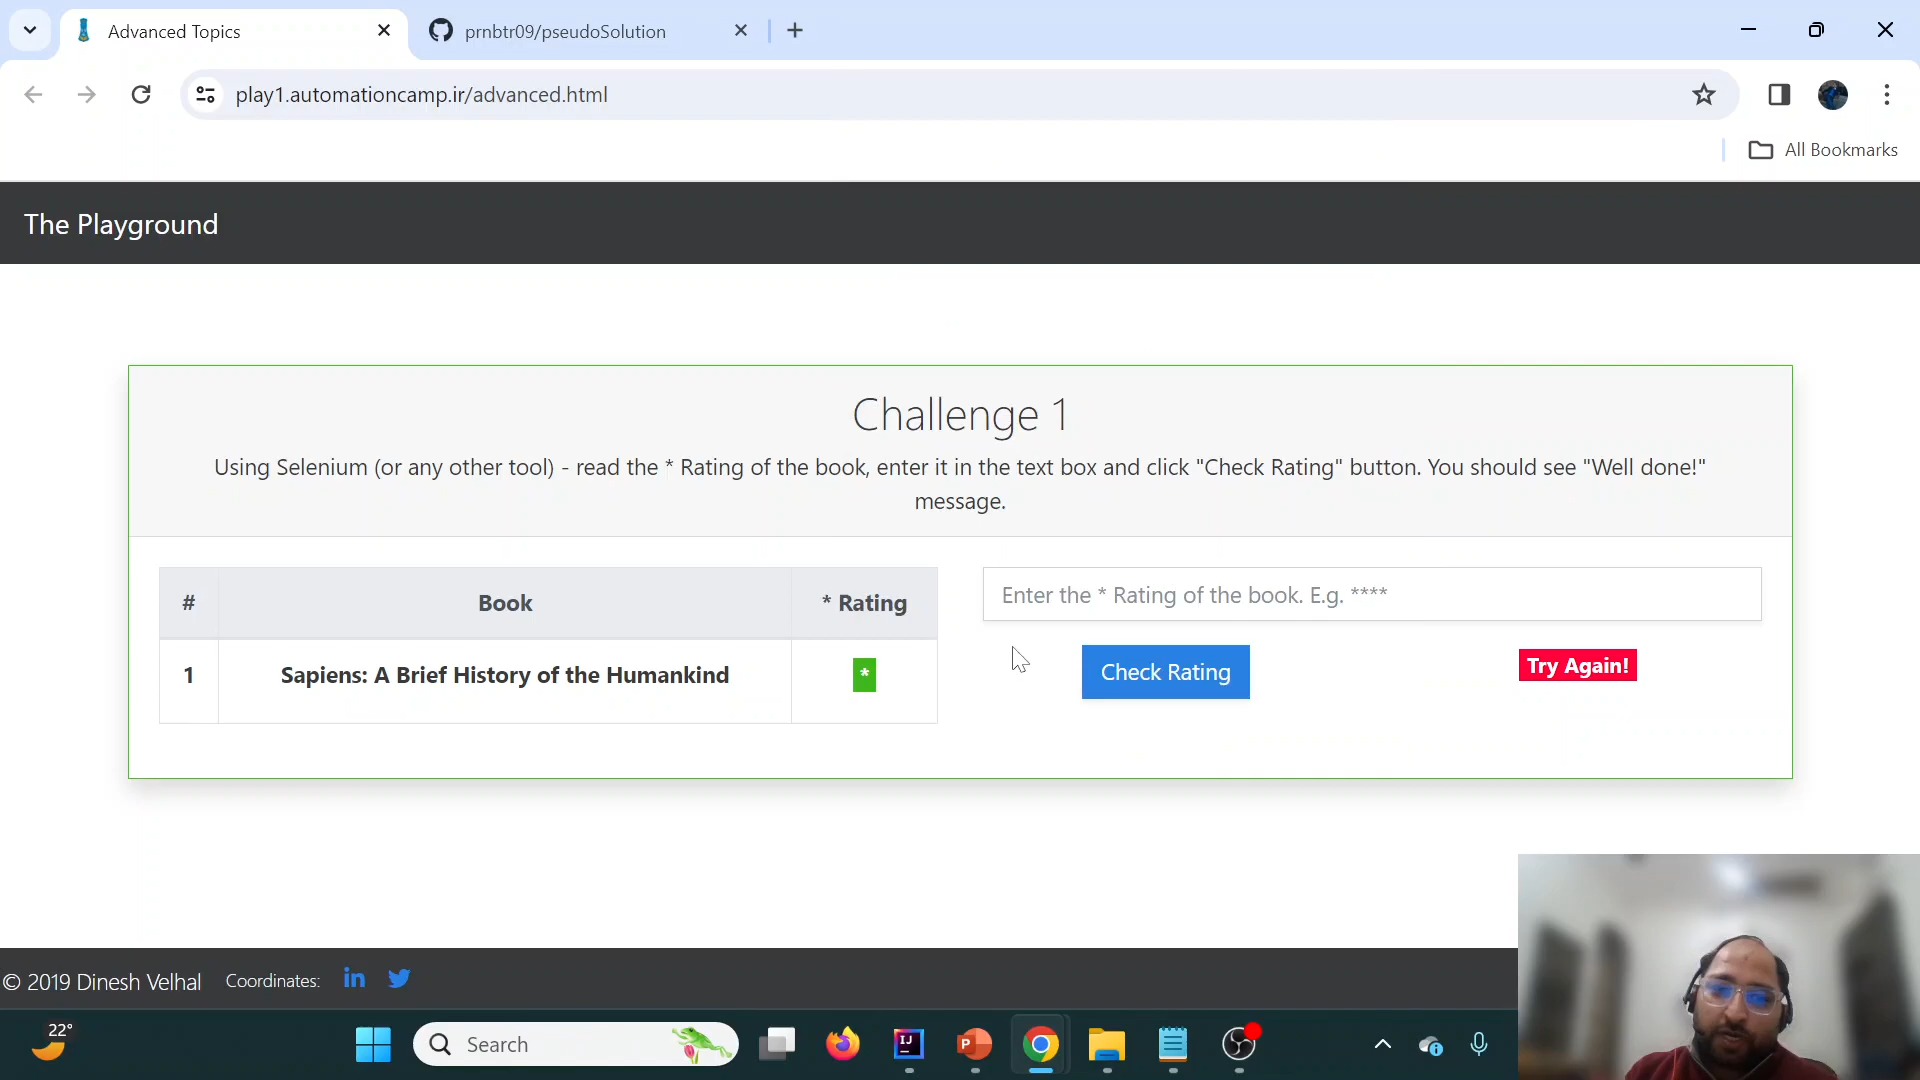 Advanced Topics
prnbtr09/pseudoSolution
play1.automationcamp.ir/advanced.html
All Bookmarks
The Playground
Challenge 1
Using Selenium (or any other tool) - read the * Rating of the book, enter it in the text box and click "Check Rating" button. You should see "Well done!"
message.
# Book * Rating
Enter the * Rating of the book. E.g. ****
1 Sapiens: A Brief History of the Humankind *
Check Rating
Try Again!
© 2019 Dinesh Velhal Coordinates:
in
22°
Search
IJ
P